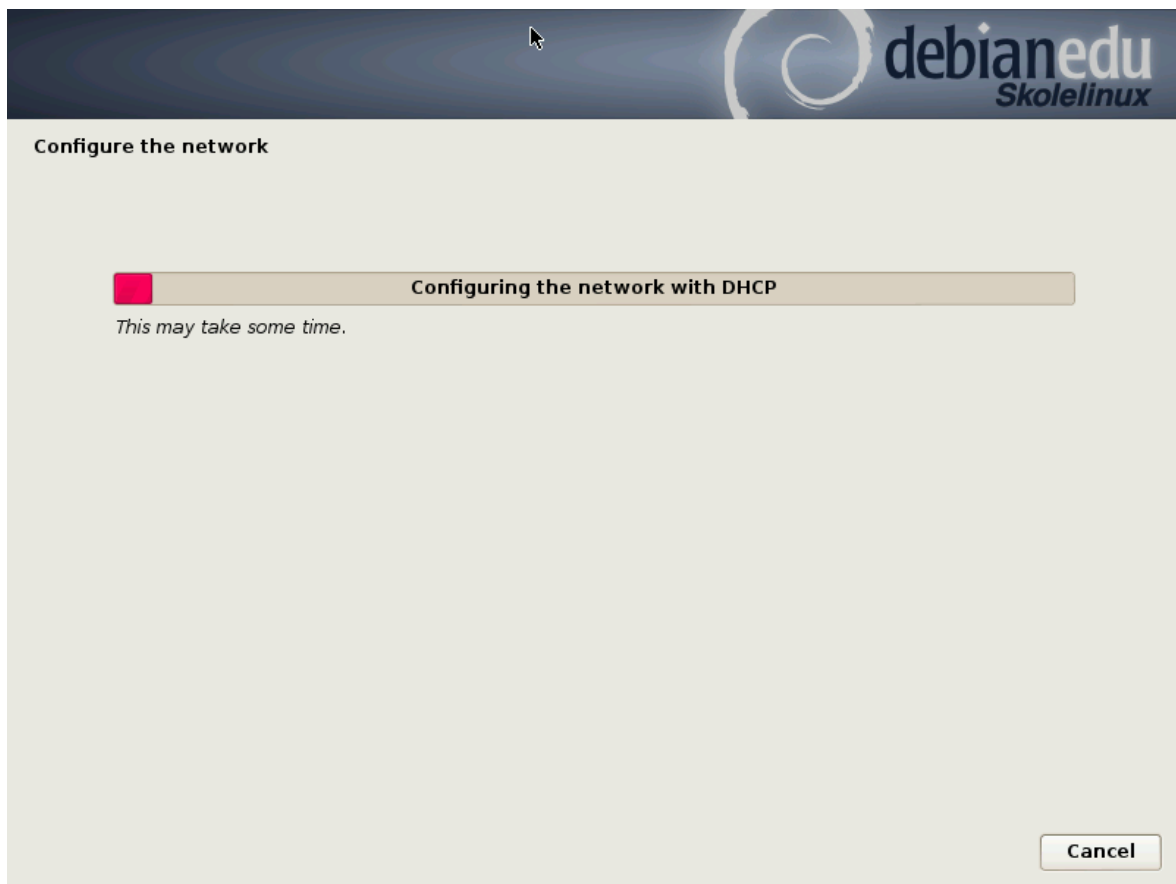 debianedu
Skolelinux
Configure the network
Configuring the network with DHCP
This may take some time.
Cancel